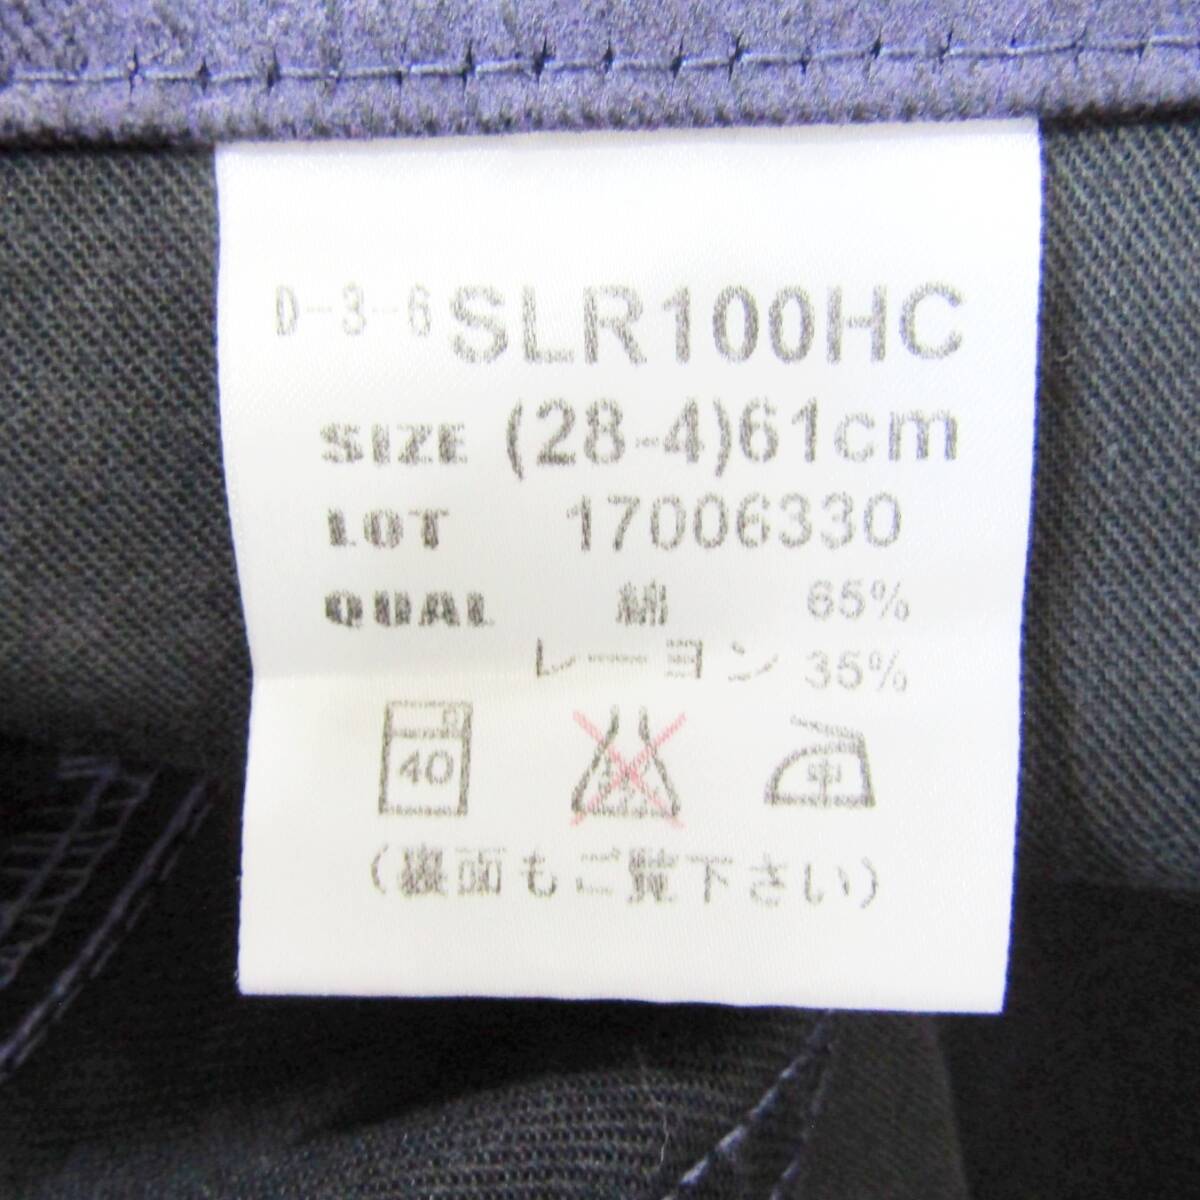 D-3-6 SLR100HC
SIZE (28-4)61cm
LOT 17006330
QUAL 綿 65%
レーヨン 35%
40 中
(裏面もご覧下さい)